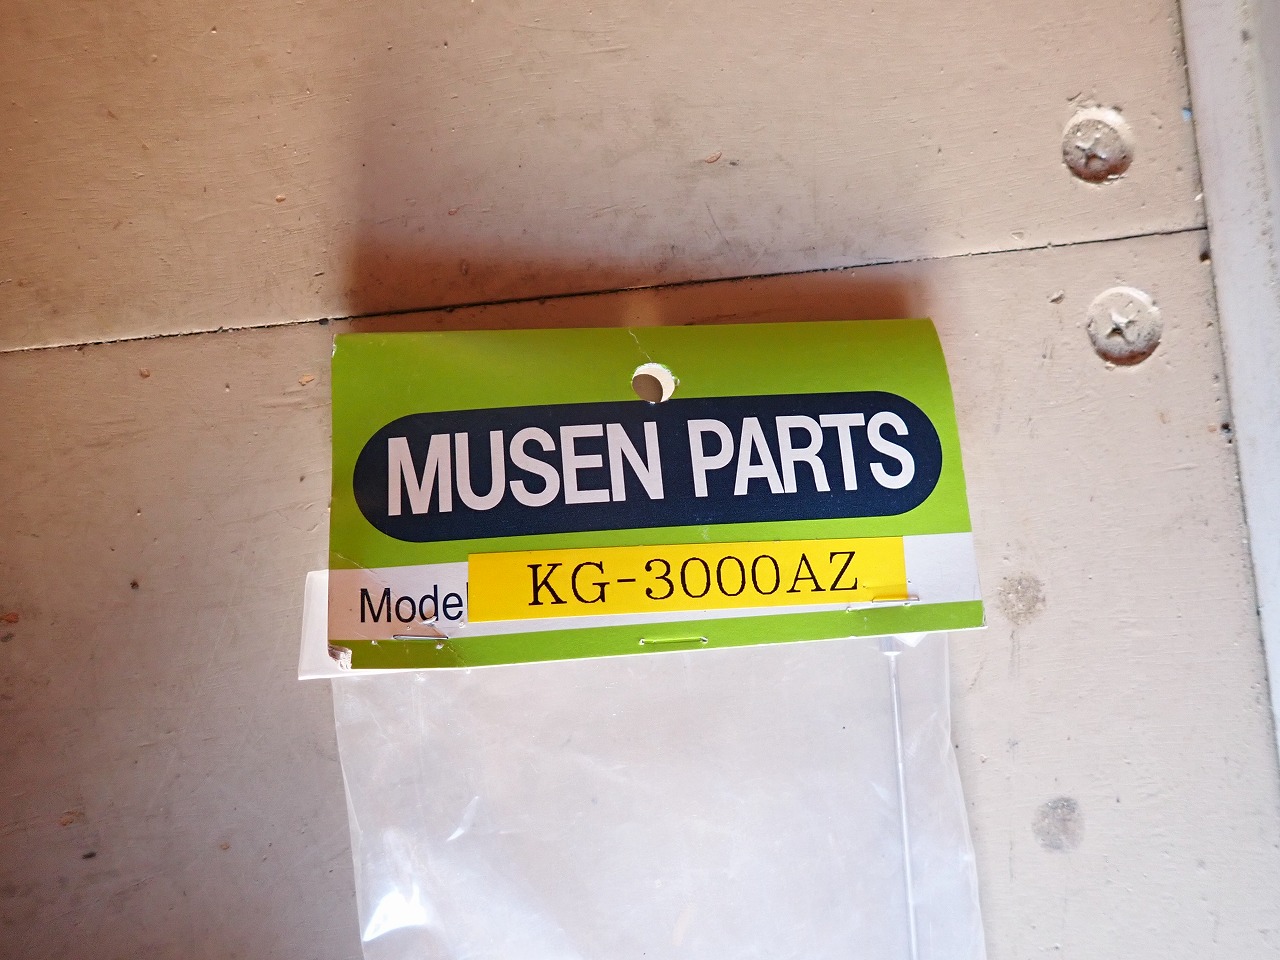 MUSEN PARTS
Model KG-3000AZ